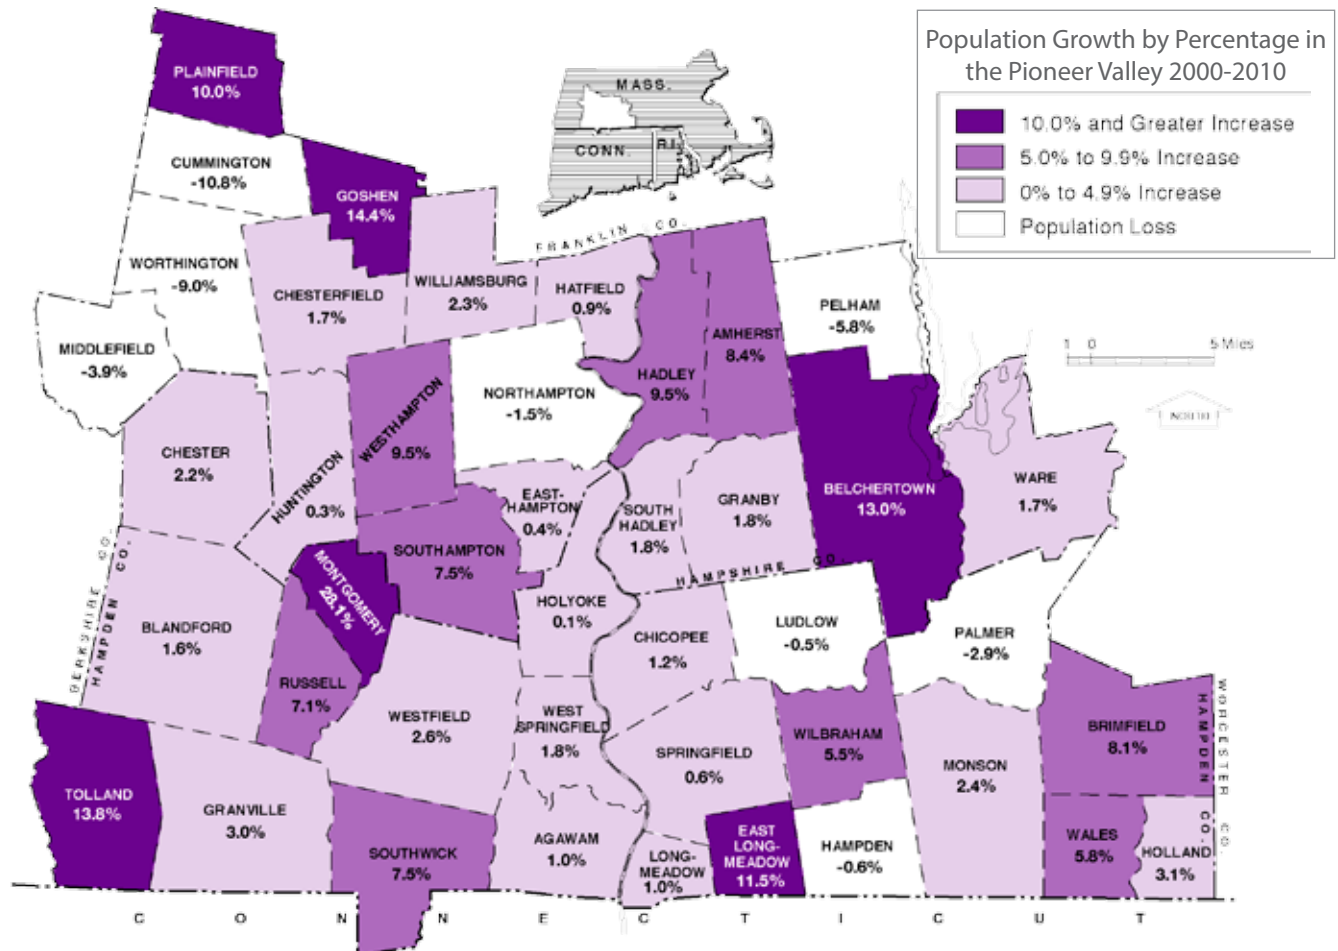 Population Growth by Percentage in
the Pioneer Valley 2000-2010
10.0% and Greater Increase
5.0% to 9.9% Increase
0% to 4.9% Increase
Population Loss
MASS.
CONN.
R.I.
PLAINFIELD
10.0%
CUMMINGTON
-10.8%
GOSHEN
14.4%
FRANKLIN CO.
WORTHINGTON
-9.0%
CHESTERFIELD
1.7%
WILLIAMSBURG
2.3%
HATFIELD
0.9%
PELHAM
-5.8%
MIDDLEFIELD
-3.9%
AMHERST
8.4%
HADLEY
9.5%
1 0 5 Miles
NORTH
NORTHAMPTON
-1.5%
WESTHAMPTON
9.5%
CHESTER
2.2%
HUNTINGTON
0.3%
EAST-
HAMPTON
0.4%
SOUTH
HADLEY
1.8%
GRANBY
1.8%
BELCHERTOWN
13.0%
WARE
1.7%
BERKSHIRE CO.
HAMPDEN CO.
MONTGOMERY
28.1%
SOUTHAMPTON
7.5%
HAMPSHIRE CO.
HOLYOKE
0.1%
BLANDFORD
1.6%
CHICOPEE
1.2%
LUDLOW
-0.5%
PALMER
-2.9%
RUSSELL
7.1%
WESTFIELD
2.6%
WEST
SPRINGFIELD
1.8%
SPRINGFIELD
0.6%
WILBRAHAM
5.5%
MONSON
2.4%
BRIMFIELD
8.1%
HAMPDEN CO.
WORCESTER CO.
TOLLAND
13.8%
GRANVILLE
3.0%
SOUTHWICK
7.5%
AGAWAM
1.0%
LONG-
MEADOW
1.0%
EAST
LONG-
MEADOW
11.5%
HAMPDEN
-0.6%
WALES
5.8%
HOLLAND
3.1%
CONNECTICUT